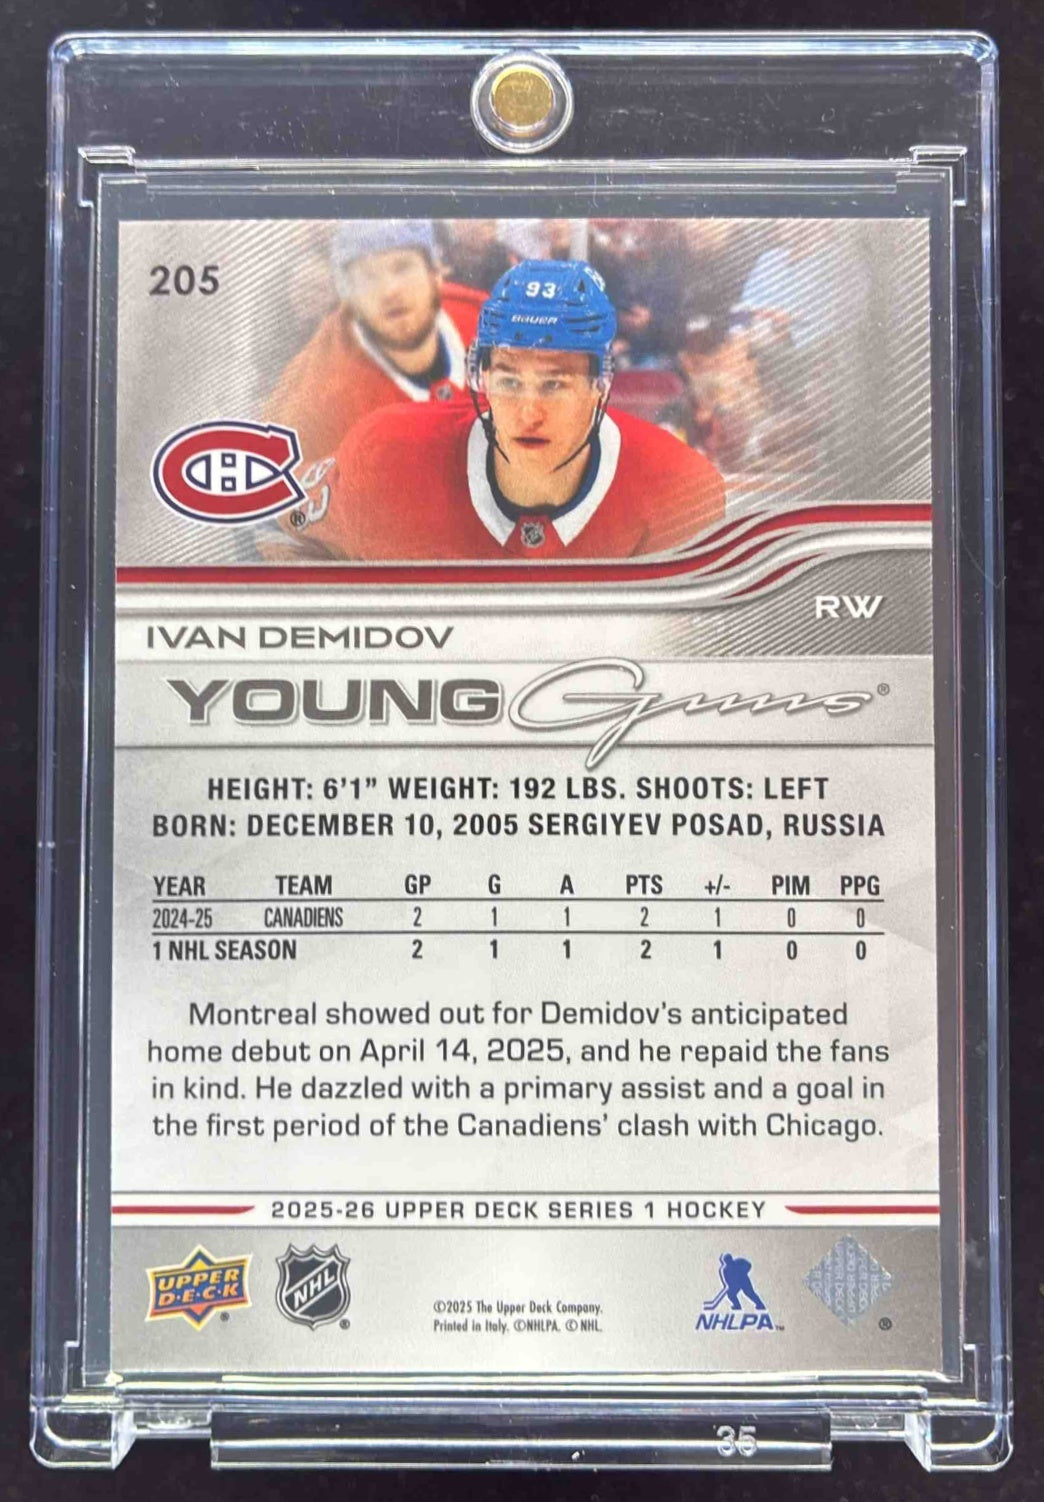 205
93
BAUER
RW
IVAN DEMIDOV
YOUNG Guns®
HEIGHT: 6'1” WEIGHT: 192 LBS. SHOOTS: LEFT
BORN: DECEMBER 10, 2005 SERGIYEV POSAD, RUSSIA
YEAR TEAM GP G A PTS +/- PIM PPG
2024-25 CANADIENS 2 1 1 2 1 0 0
1 NHL SEASON 2 1 1 2 1 0 0
Montreal showed out for Demidov's anticipated
home debut on April 14, 2025, and he repaid the fans
in kind. He dazzled with a primary assist and a goal in
the first period of the Canadiens' clash with Chicago.
2025-26 UPPER DECK SERIES 1 HOCKEY
UPPER
D·E·C·K
NHL
©2025 The Upper Deck Company.
Printed in Italy. ©NHLPA. © NHL.
NHLPA™
35